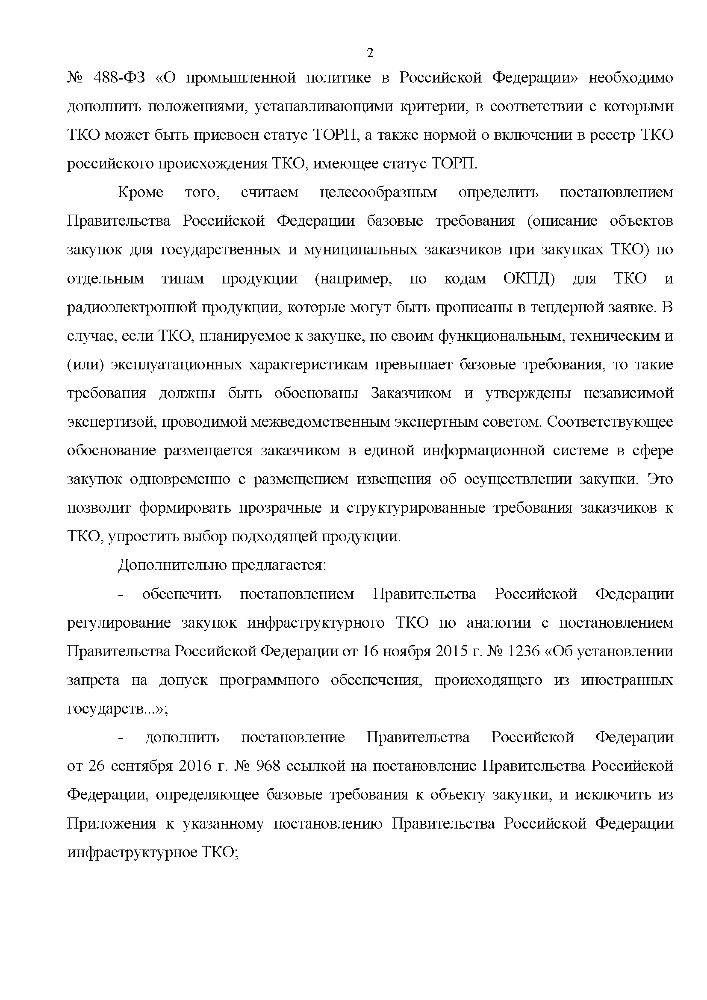 2
№ 488-ФЗ «О промышленной политике в Российской Федерации» необходимо
дополнить положениями, устанавливающими критерии, в соответствии с которыми
ТКО может быть присвоен статус ТОРП, а также нормой о включении в реестр ТКО
российского происхождения ТКО, имеющее статус ТОРП.
Кроме того, считаем целесообразным определить постановлением
Правительства Российской Федерации базовые требования (описание объектов
закупок для государственных и муниципальных заказчиков при закупках ТКО) по
отдельным типам продукции (например, по кодам ОКПД) для ТКО и
радиоэлектронной продукции, которые могут быть прописаны в тендерной заявке. В
случае, если ТКО, планируемое к закупке, по своим функциональным, техническим и
(или) эксплуатационных характеристикам превышает базовые требования, то такие
требования должны быть обоснованы Заказчиком и утверждены независимой
экспертизой, проводимой межведомственным экспертным советом. Соответствующее
обоснование размещается заказчиком в единой информационной системе в сфере
закупок одновременно с размещением извещения об осуществлении закупки. Это
позволит формировать прозрачные и структурированные требования заказчиков к
ТКО, упростить выбор подходящей продукции.
Дополнительно предлагается:
- обеспечить постановлением Правительства Российской Федерации
регулирование закупок инфраструктурного ТКО по аналогии с постановлением
Правительства Российской Федерации от 16 ноября 2015 г. № 1236 «Об установлении
запрета на допуск программного обеспечения, происходящего из иностранных
государств...»;
- дополнить постановление Правительства Российской Федерации
от 26 сентября 2016 г. № 968 ссылкой на постановление Правительства Российской
Федерации, определяющее базовые требования к объекту закупки, и исключить из
Приложения к указанному постановлению Правительства Российской Федерации
инфраструктурное ТКО;